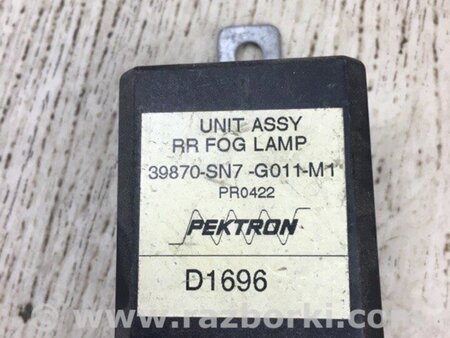 UNIT ASSY
RR FOG LAMP
39870-SN7 -G011-M1
PR0422
PEKTRON
D1696
© www.razborki.com